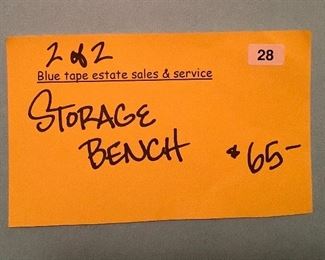 2 of 2
28
Blue tape estate sales & service
STORAGE
BENCH $65-